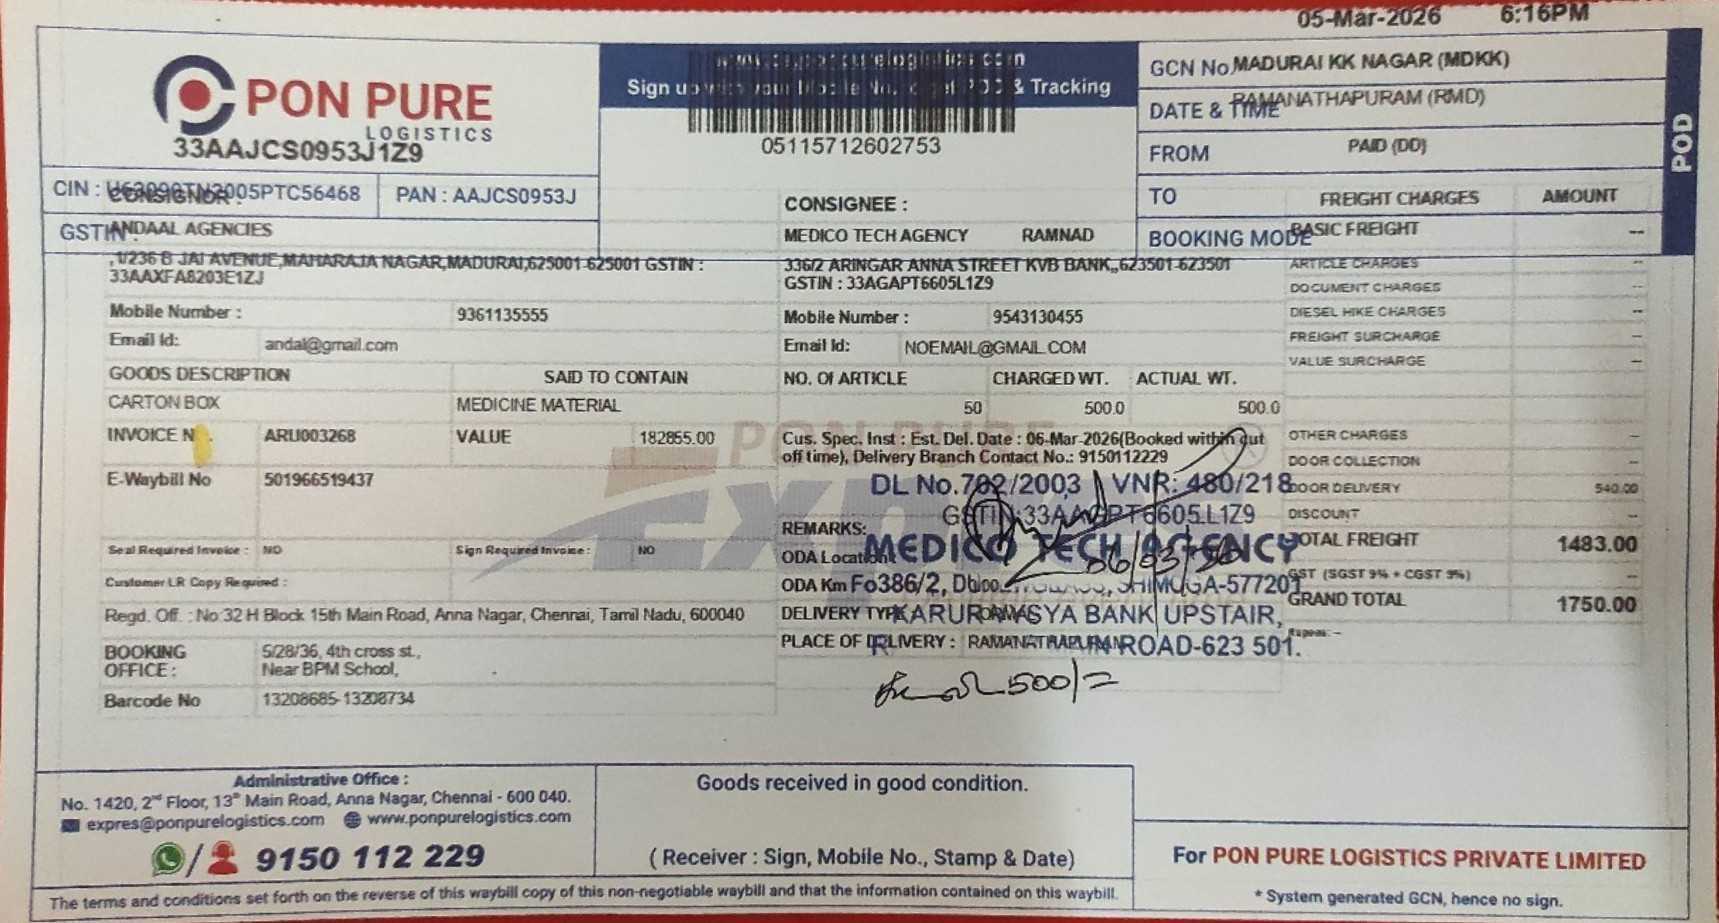 05-Mar-2026 6:16PM
PON PURE
LOGISTICS
33AAJCS0953J1Z9
CIN : U63090TN2005PTC56468 PAN : AAJCS0953J
Sign up with your Mobile No. to get POD & Tracking
05115712602753
GCN No MADURAI KK NAGAR (MDKK)
DATE & TIME RAMANATHAPURAM (RMD)
FROM PAID (DD)
TO
BOOKING MODE
POD
CONSIGNOR :
GSTIN :
ANDAAL AGENCIES
, 1/236 B JAI AVENUE,MAHARAJA NAGAR,MADURAI,625001-625001 GSTIN :
33AAXFA8203E1ZJ
Mobile Number : 9361135555
Email Id: andal@gmail.com
CONSIGNEE :
MEDICO TECH AGENCY RAMNAD
336/2 ARINGAR ANNA STREET KVB BANK,,623501-623501
GSTIN : 33AGAPT6605L1Z9
Mobile Number : 9543130455
Email Id: NOEMAIL@GMAIL.COM
GOODS DESCRIPTION SAID TO CONTAIN NO. Of ARTICLE CHARGED WT. ACTUAL WT.
CARTON BOX MEDICINE MATERIAL 50 500.0 500.0
INVOICE NO. ARU003268 VALUE 182855.00
E-Waybill No 501966519437
Seal Required Invoice : NO Sign Required Invoice : NO
Customer LR Copy Required :
Regd. Off. : No:32 H Block 15th Main Road, Anna Nagar, Chennai, Tamil Nadu, 600040
BOOKING OFFICE : 5/28/36, 4th cross st.,
Near BPM School,
Barcode No 13208685-13208734
Cus. Spec. Inst : Est. Del. Date : 06-Mar-2026(Booked within cut
off time), Delivery Branch Contact No.: 9150112229
DL No.702/2003 VNR: 480/218
REMARKS:
MEDICO TECH AGENCY
ODA Location
06/03/26
ODA Km
386/2, SHIMOGA-577201
DELIVERY TYPE
KARUR VYSYA BANK UPSTAIR,
PLACE OF DELIVERY : RAMANATHAPURAM
ROAD-623 501.
500/=
FREIGHT CHARGES AMOUNT
BASIC FREIGHT --
ARTICLE CHARGES --
DOCUMENT CHARGES --
DIESEL HIKE CHARGES --
FREIGHT SURCHARGE --
VALUE SURCHARGE --
OTHER CHARGES --
DOOR COLLECTION --
DOOR DELIVERY 540.00
DISCOUNT --
TOTAL FREIGHT 1483.00
GST (SGST 9% + CGST 9%) --
GRAND TOTAL 1750.00
Rupees: --
Administrative Office :
No. 1420, 2nd Floor, 13th Main Road, Anna Nagar, Chennai - 600 040.
expres@ponpurelogistics.com www.ponpurelogistics.com
9150 112 229
Goods received in good condition.
( Receiver : Sign, Mobile No., Stamp & Date)
For PON PURE LOGISTICS PRIVATE LIMITED
The terms and conditions set forth on the reverse of this waybill copy of this non-negotiable waybill and that the information contained on this waybill.
* System generated GCN, hence no sign.